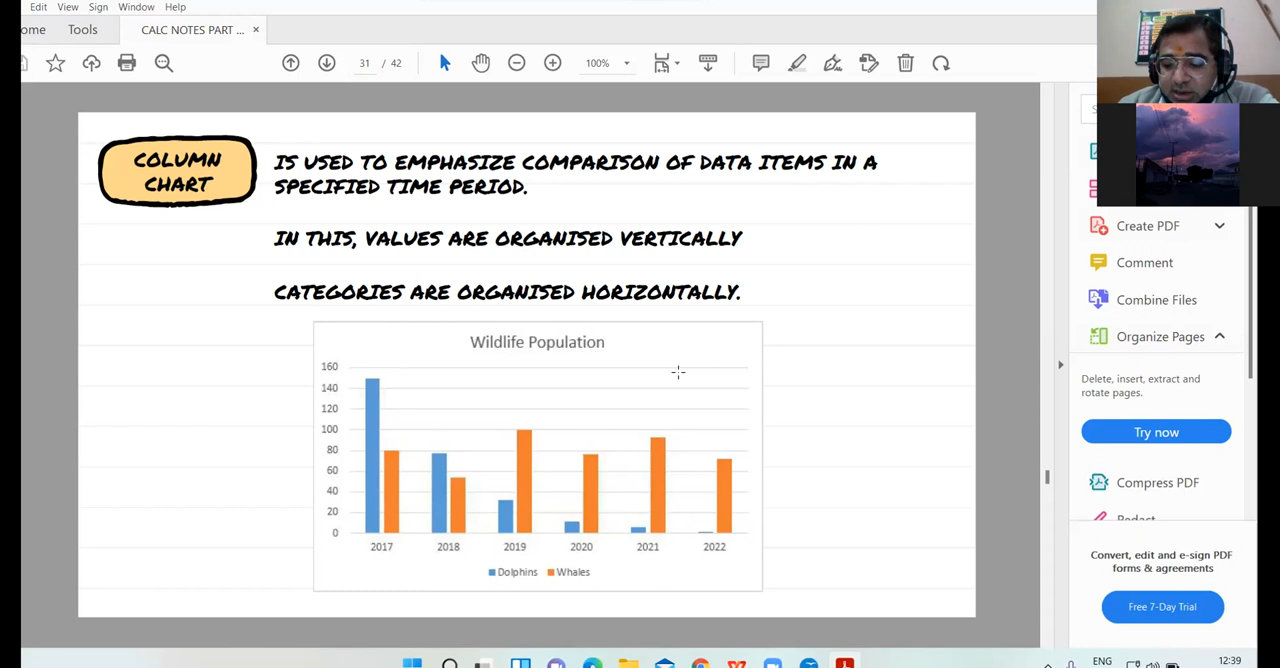 Edit View Sign Window Help
ome Tools CALC NOTES PART ... ×
31 / 42 100%
COLUMN
CHART
IS USED TO EMPHASIZE COMPARISON OF DATA ITEMS IN A
SPECIFIED TIME PERIOD.
IN THIS, VALUES ARE ORGANISED VERTICALLY
CATEGORIES ARE ORGANISED HORIZONTALLY.
Wildlife Population
160
140
120
100
80
60
40
20
0
2017 2018 2019 2020 2021 2022
Dolphins Whales
Create PDF
Comment
Combine Files
Organize Pages
Delete, insert, extract and
rotate pages.
Try now
Compress PDF
Redact
Convert, edit and e-sign PDF
forms & agreements
Free 7-Day Trial
ENG 12:39